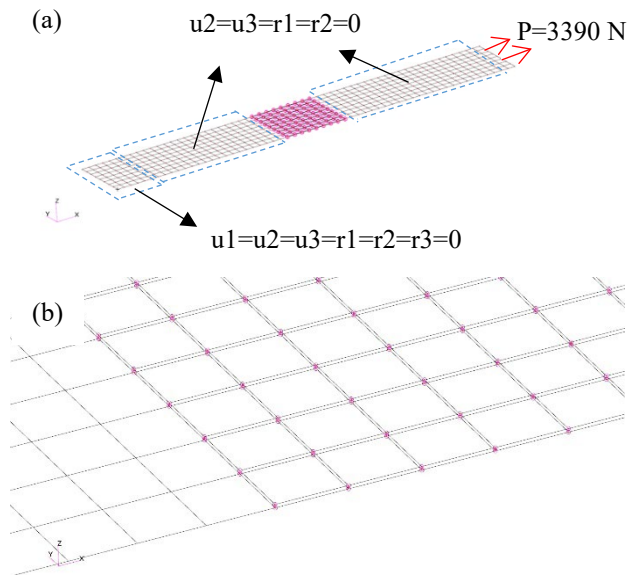 (a)
u2=u3=r1=r2=0
P=3390 N
Z
Y
X
u1=u2=u3=r1=r2=r3=0
(b)
Z
Y
X